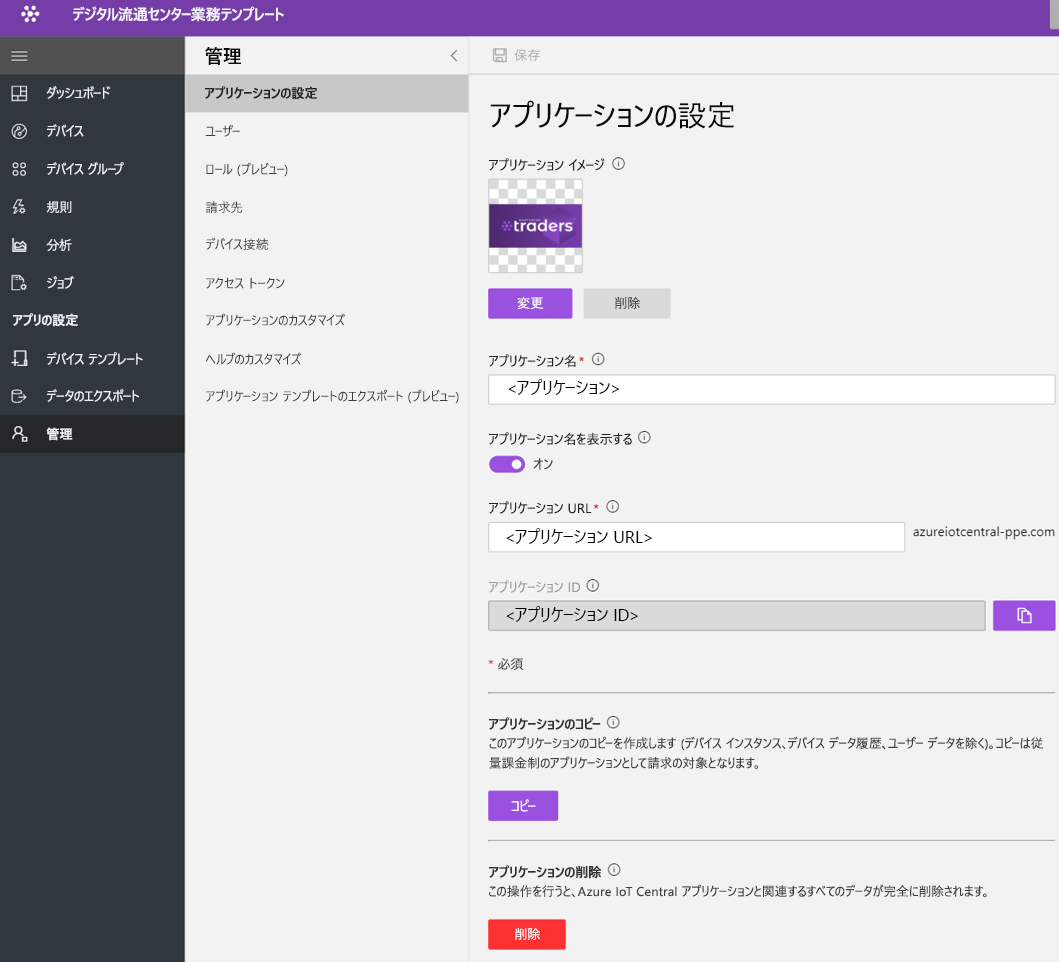 デジタル流通センター業務テンプレート
ダッシュボード
デバイス
デバイス グループ
規則
分析
ジョブ
アプリの設定
デバイス テンプレート
データのエクスポート
管理
管理
アプリケーションの設定
ユーザー
ロール (プレビュー)
請求先
デバイス接続
アクセス トークン
アプリケーションのカスタマイズ
ヘルプのカスタマイズ
アプリケーション テンプレートのエクスポート (プレビュー)
保存
アプリケーションの設定
アプリケーション イメージ
traders
変更
削除
アプリケーション名*
<アプリケーション>
アプリケーション名を表示する
オン
アプリケーション URL*
<アプリケーション URL>
azureiotcentral-ppe.com
アプリケーション ID
<アプリケーション ID>
* 必須
アプリケーションのコピー
このアプリケーションのコピーを作成します (デバイス インスタンス、デバイス データ履歴、ユーザー データを除く)。コピーは従
量課金制のアプリケーションとして請求の対象となります。
コピー
アプリケーションの削除
この操作を行うと、Azure IoT Central アプリケーションと関連するすべてのデータが完全に削除されます。
削除